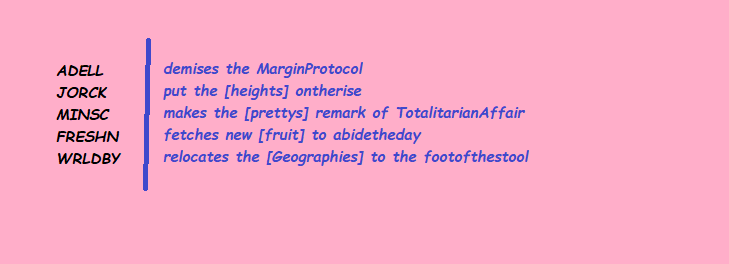 ADELL demises the MarginProtocol
JORCK put the [heights] ontherise
MINSC makes the [prettys] remark of TotalitarianAffair
FRESHN fetches new [fruit] to abidetheday
WRLDBY relocates the [Geographies] to the footofthestool